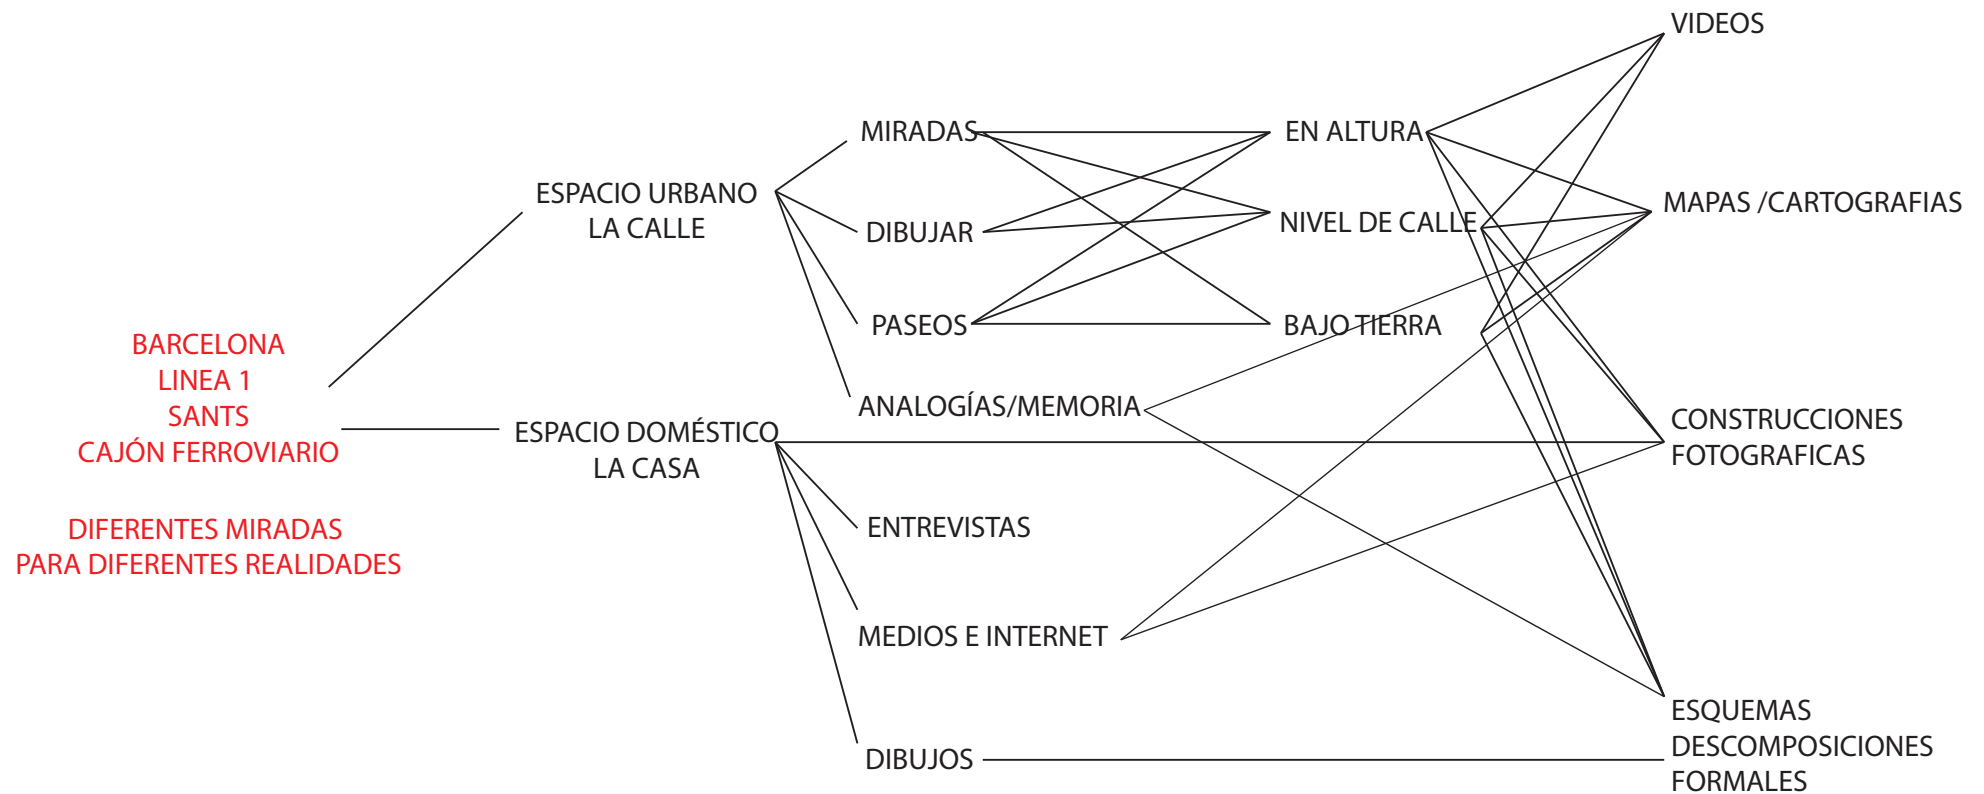 BARCELONA
LINEA 1
SANTS
CAJÓN FERROVIARIO
DIFERENTES MIRADAS
PARA DIFERENTES REALIDADES
ESPACIO URBANO
LA CALLE
ESPACIO DOMÉSTICO
LA CASA
MIRADAS
DIBUJAR
PASEOS
ANALOGÍAS/MEMORIA
ENTREVISTAS
MEDIOS E INTERNET
DIBUJOS
EN ALTURA
NIVEL DE CALLE
BAJO TIERRA
VIDEOS
MAPAS /CARTOGRAFIAS
CONSTRUCCIONES
FOTOGRAFICAS
ESQUEMAS
DESCOMPOSICIONES
FORMALES